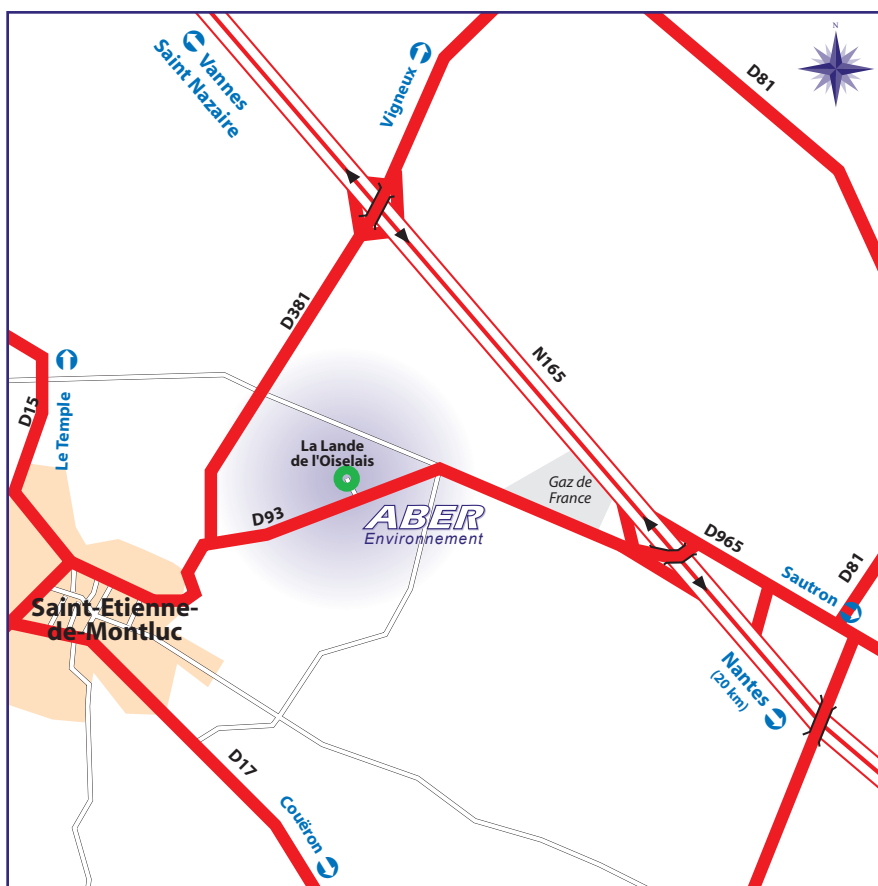 N
Vannes
Saint Nazaire
Vigneux
D81
D381
N165
D15
Le Temple
La Lande
de l'Oiselais
Gaz de
France
D93
ABER
Environnement
D965
D81
Sautron
Saint-Etienne-
de-Montluc
Nantes
(20 km)
D17
Couëron